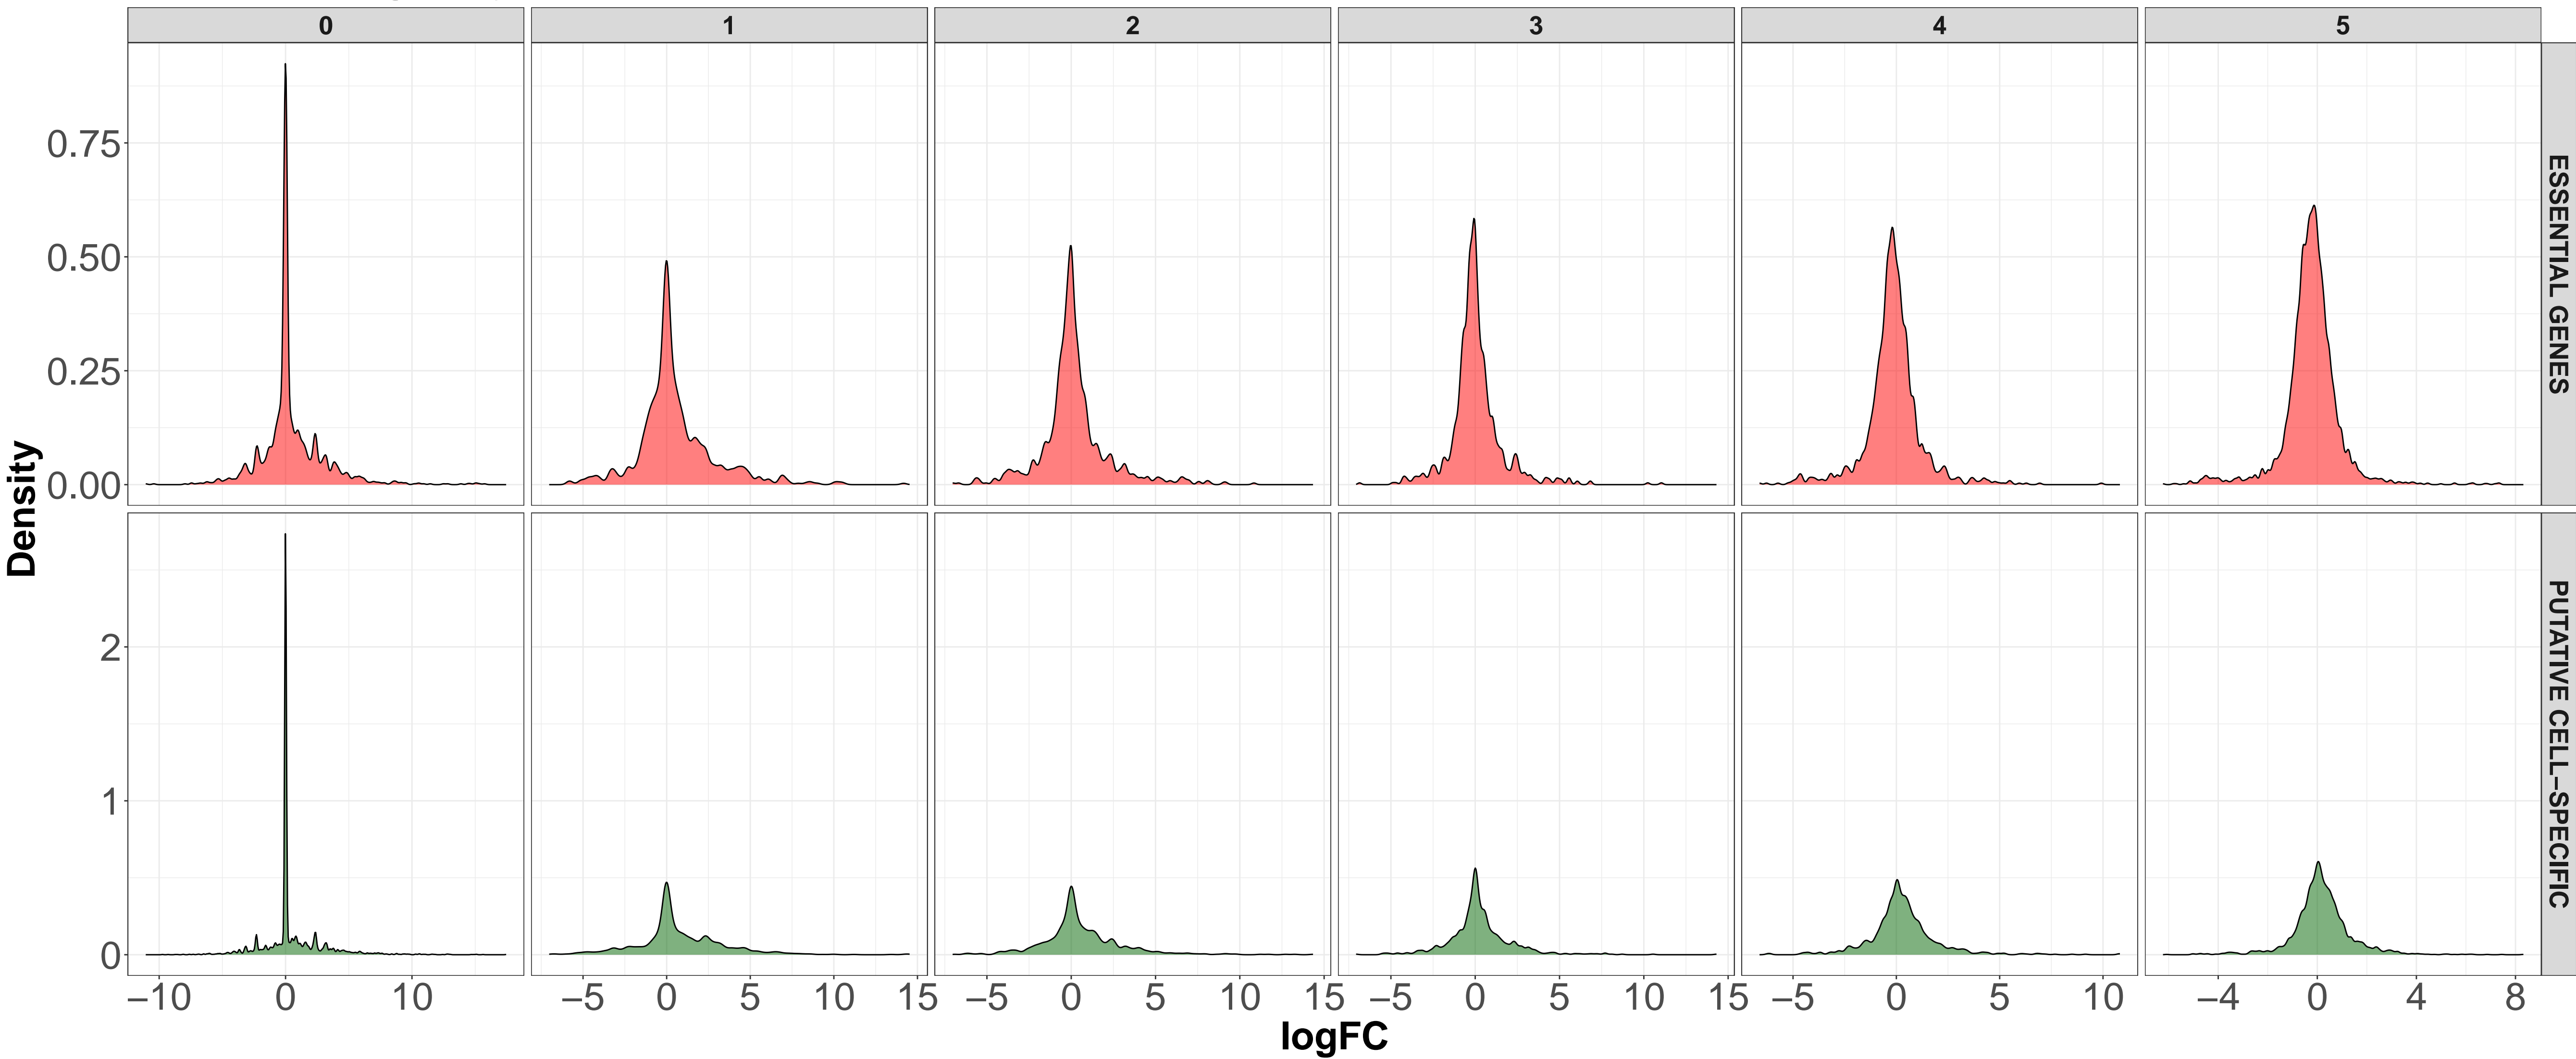 0 1 2 3 4 5
Density
0.75
0.50
0.25
0.00
ESSENTIAL GENES
2
1
0
PUTATIVE CELL–SPECIFIC
−10 0 10 −5 0 5 10 15 −5 0 5 10 15 −5 0 5 10 15 −5 0 5 10 −4 0 4 8
logFC